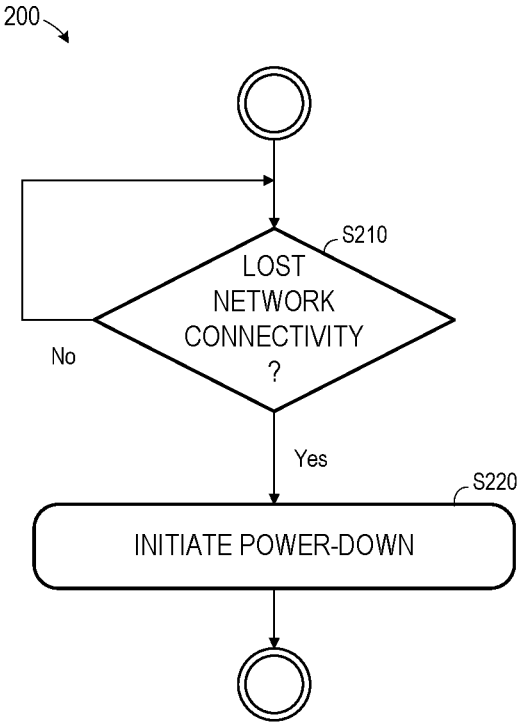 200
S210
LOST
NETWORK
CONNECTIVITY
?
No
Yes
S220
INITIATE POWER-DOWN